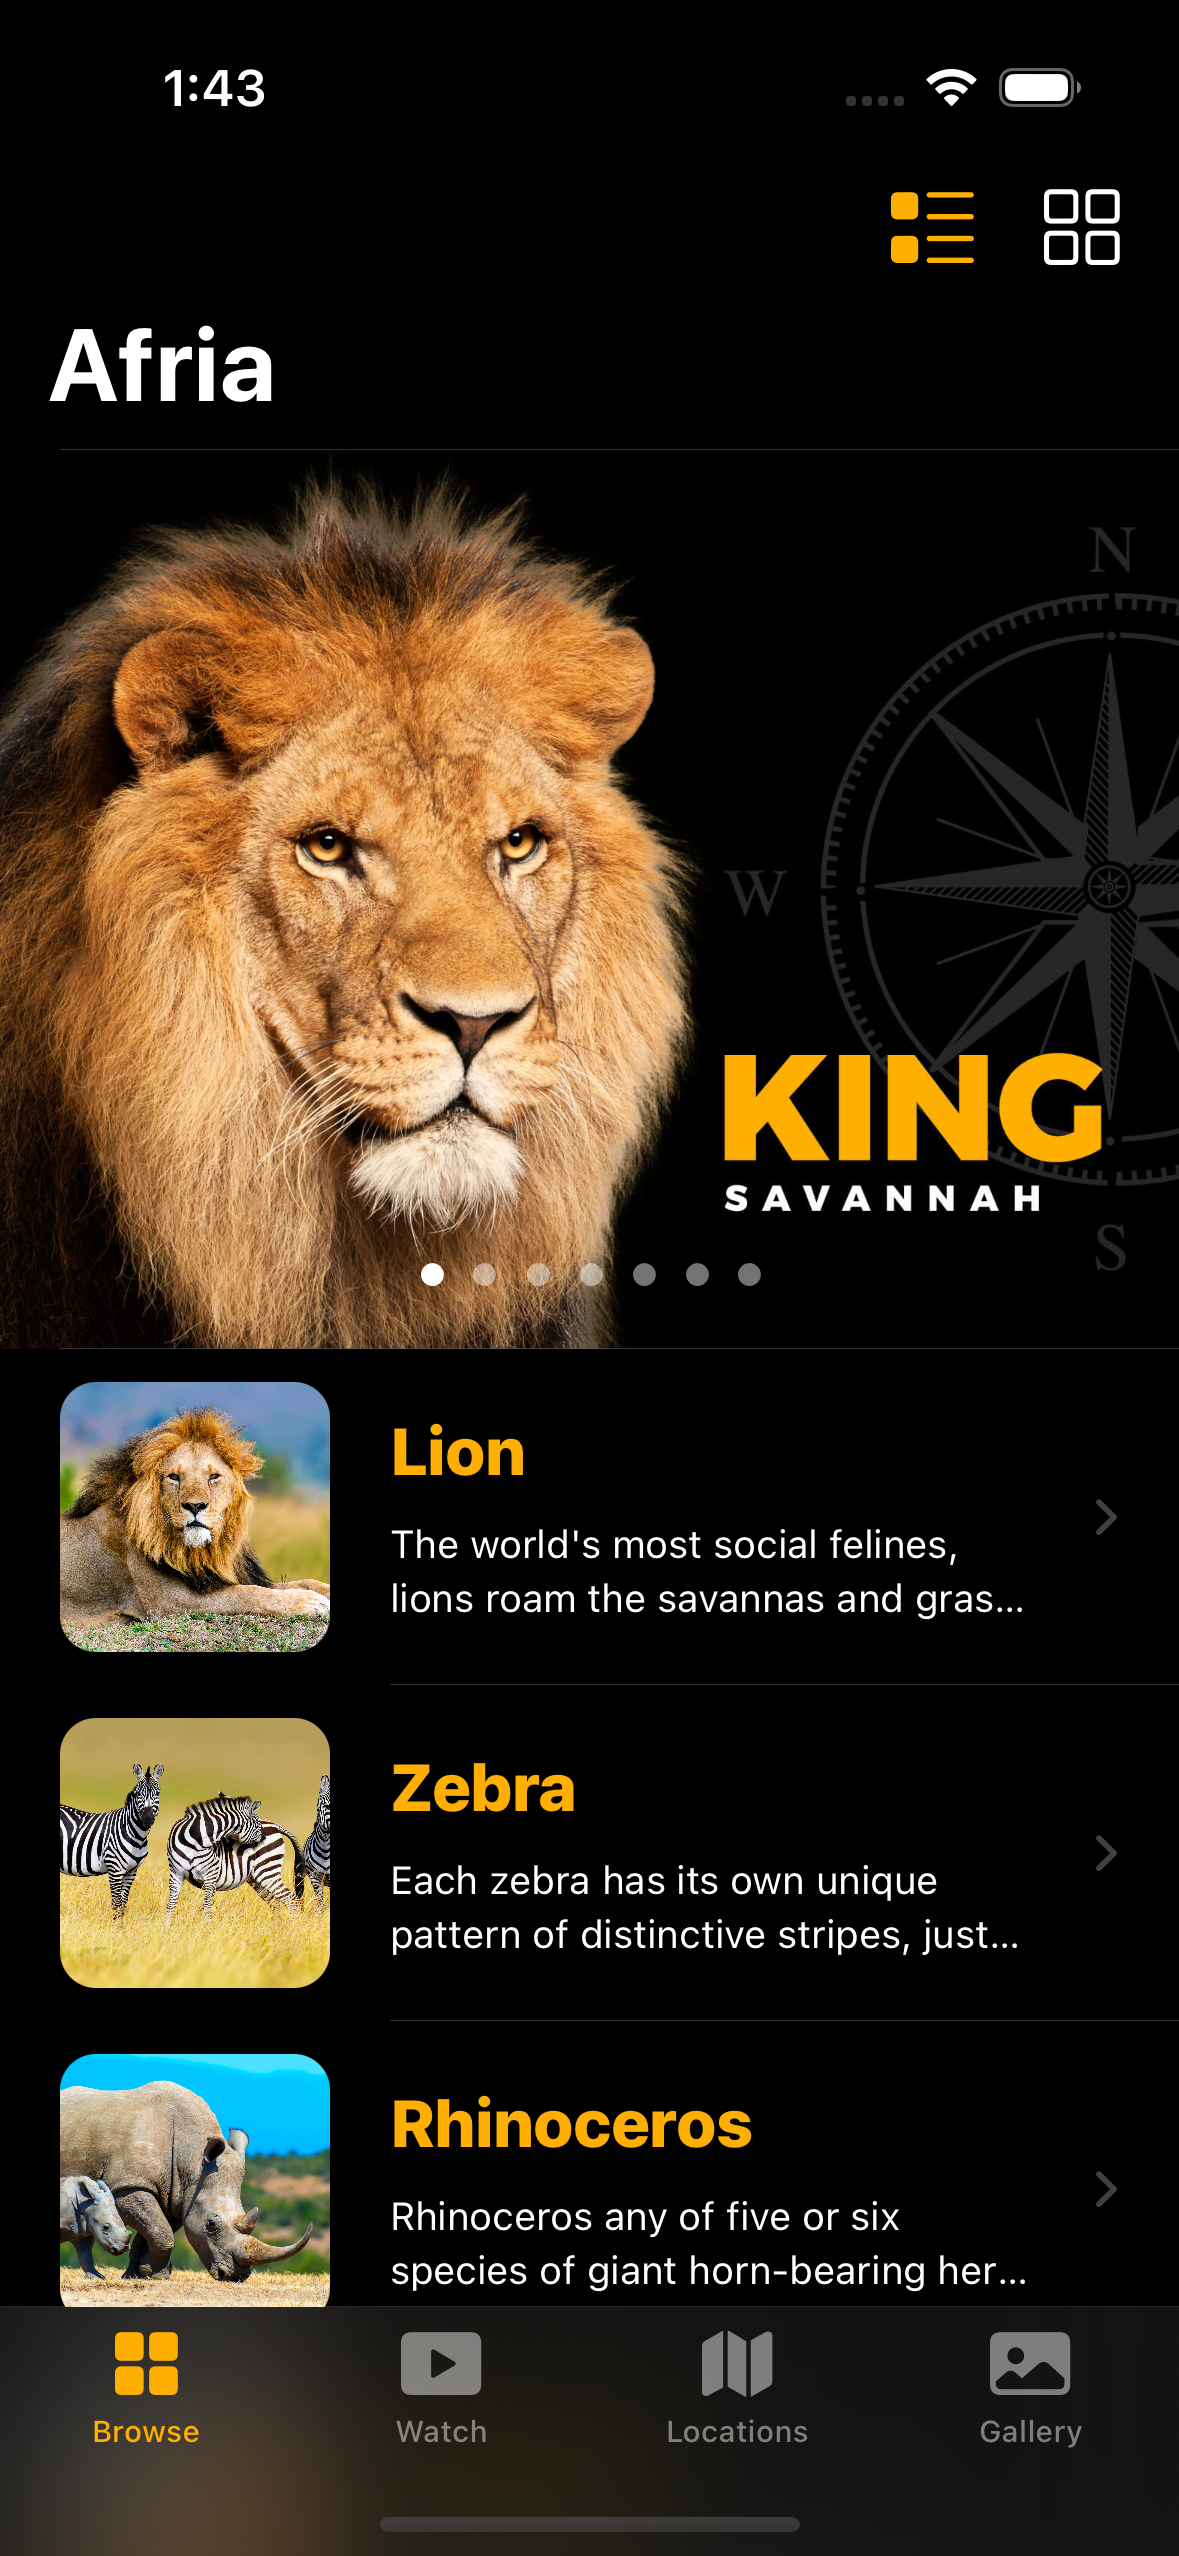 1:43
Afria
N
W
KING
SAVANNAH
S
Lion
The world's most social felines,
lions roam the savannas and gras...
Zebra
Each zebra has its own unique
pattern of distinctive stripes, just...
Rhinoceros
Rhinoceros any of five or six
species of giant horn-bearing her...
Browse
Watch
Locations
Gallery